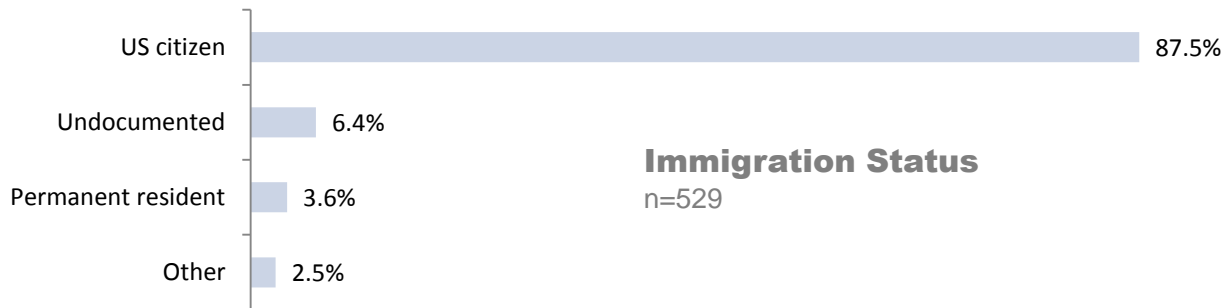 US citizen
87.5%
Undocumented
6.4%
Immigration Status
n=529
Permanent resident
3.6%
Other
2.5%